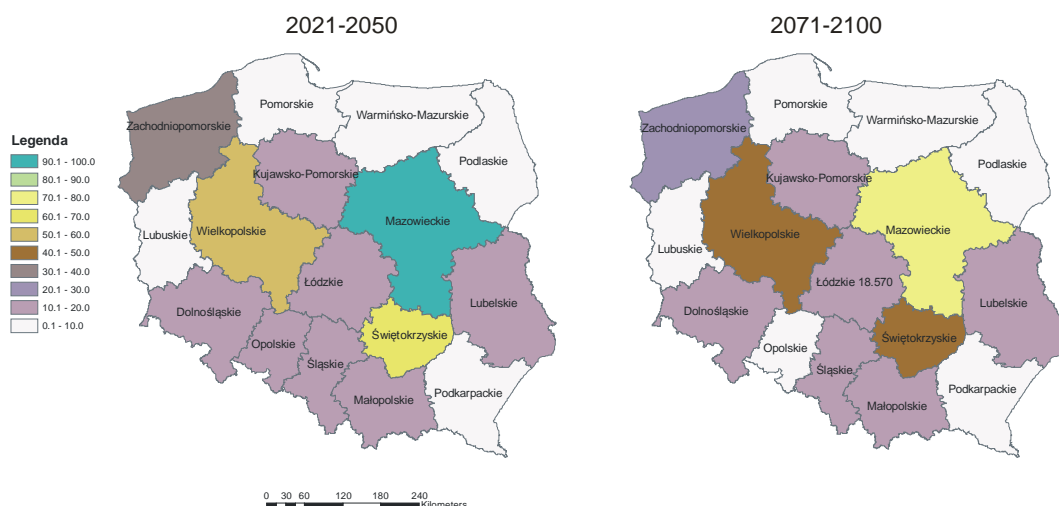 2021-2050
2071-2100
Legenda
90.1 - 100.0
80.1 - 90.0
70.1 - 80.0
60.1 - 70.0
50.1 - 60.0
40.1 - 50.0
30.1 - 40.0
20.1 - 30.0
10.1 - 20.0
0.1 - 10.0
Pomorskie
Warmińsko-Mazurskie
Zachodniopomorskie
Podlaskie
Kujawsko-Pomorskie
Mazowieckie
Wielkopolskie
Lubuskie
Łódzkie
Lubelskie
Dolnośląskie
Świętokrzyskie
Opolskie
Śląskie
Podkarpackie
Małopolskie
Pomorskie
Warmińsko-Mazurskie
Zachodniopomorskie
Podlaskie
Kujawsko-Pomorskie
Mazowieckie
Wielkopolskie
Lubuskie
Łódzkie 18.570
Lubelskie
Dolnośląskie
Świętokrzyskie
Opolskie
Śląskie
Podkarpackie
Małopolskie
0 15 30 60 120 180 240
Kilometers